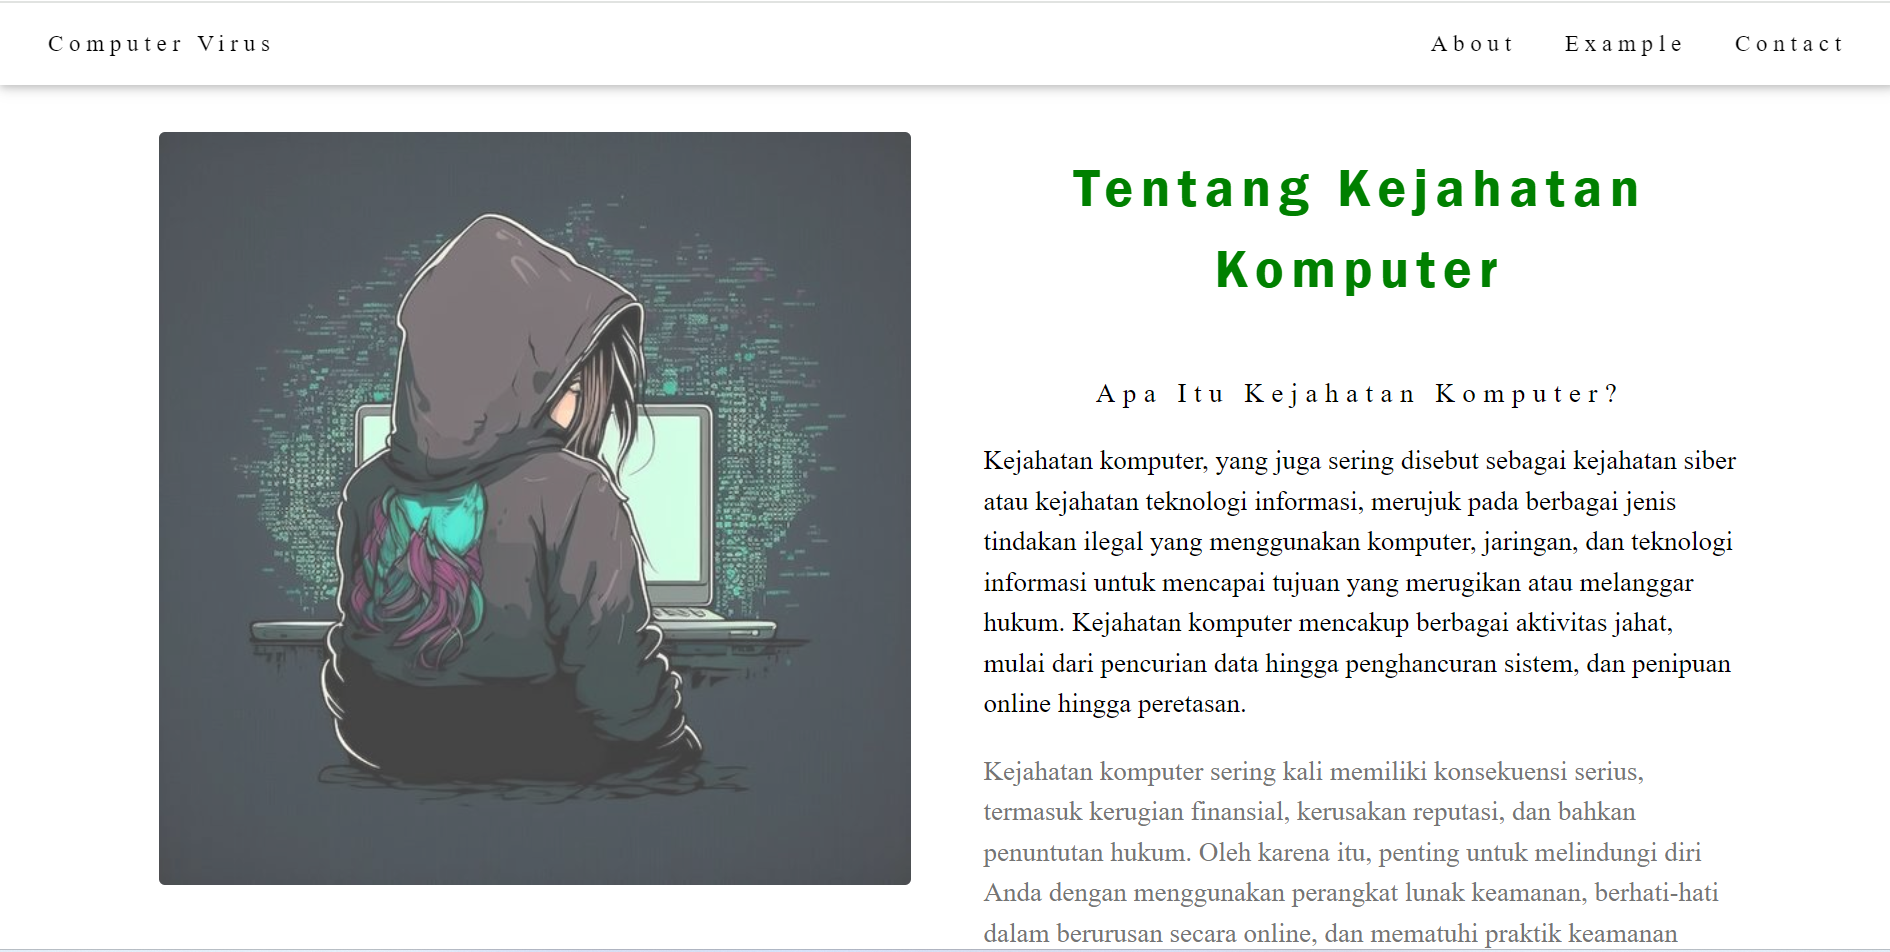 Computer Virus
About
Example
Contact
Tentang Kejahatan
Komputer
Apa Itu Kejahatan Komputer?
Kejahatan komputer, yang juga sering disebut sebagai kejahatan siber
atau kejahatan teknologi informasi, merujuk pada berbagai jenis
tindakan ilegal yang menggunakan komputer, jaringan, dan teknologi
informasi untuk mencapai tujuan yang merugikan atau melanggar
hukum. Kejahatan komputer mencakup berbagai aktivitas jahat,
mulai dari pencurian data hingga penghancuran sistem, dan penipuan
online hingga peretasan.
Kejahatan komputer sering kali memiliki konsekuensi serius,
termasuk kerugian finansial, kerusakan reputasi, dan bahkan
penuntutan hukum. Oleh karena itu, penting untuk melindungi diri
Anda dengan menggunakan perangkat lunak keamanan, berhati-hati
dalam berurusan secara online, dan mematuhi praktik keamanan